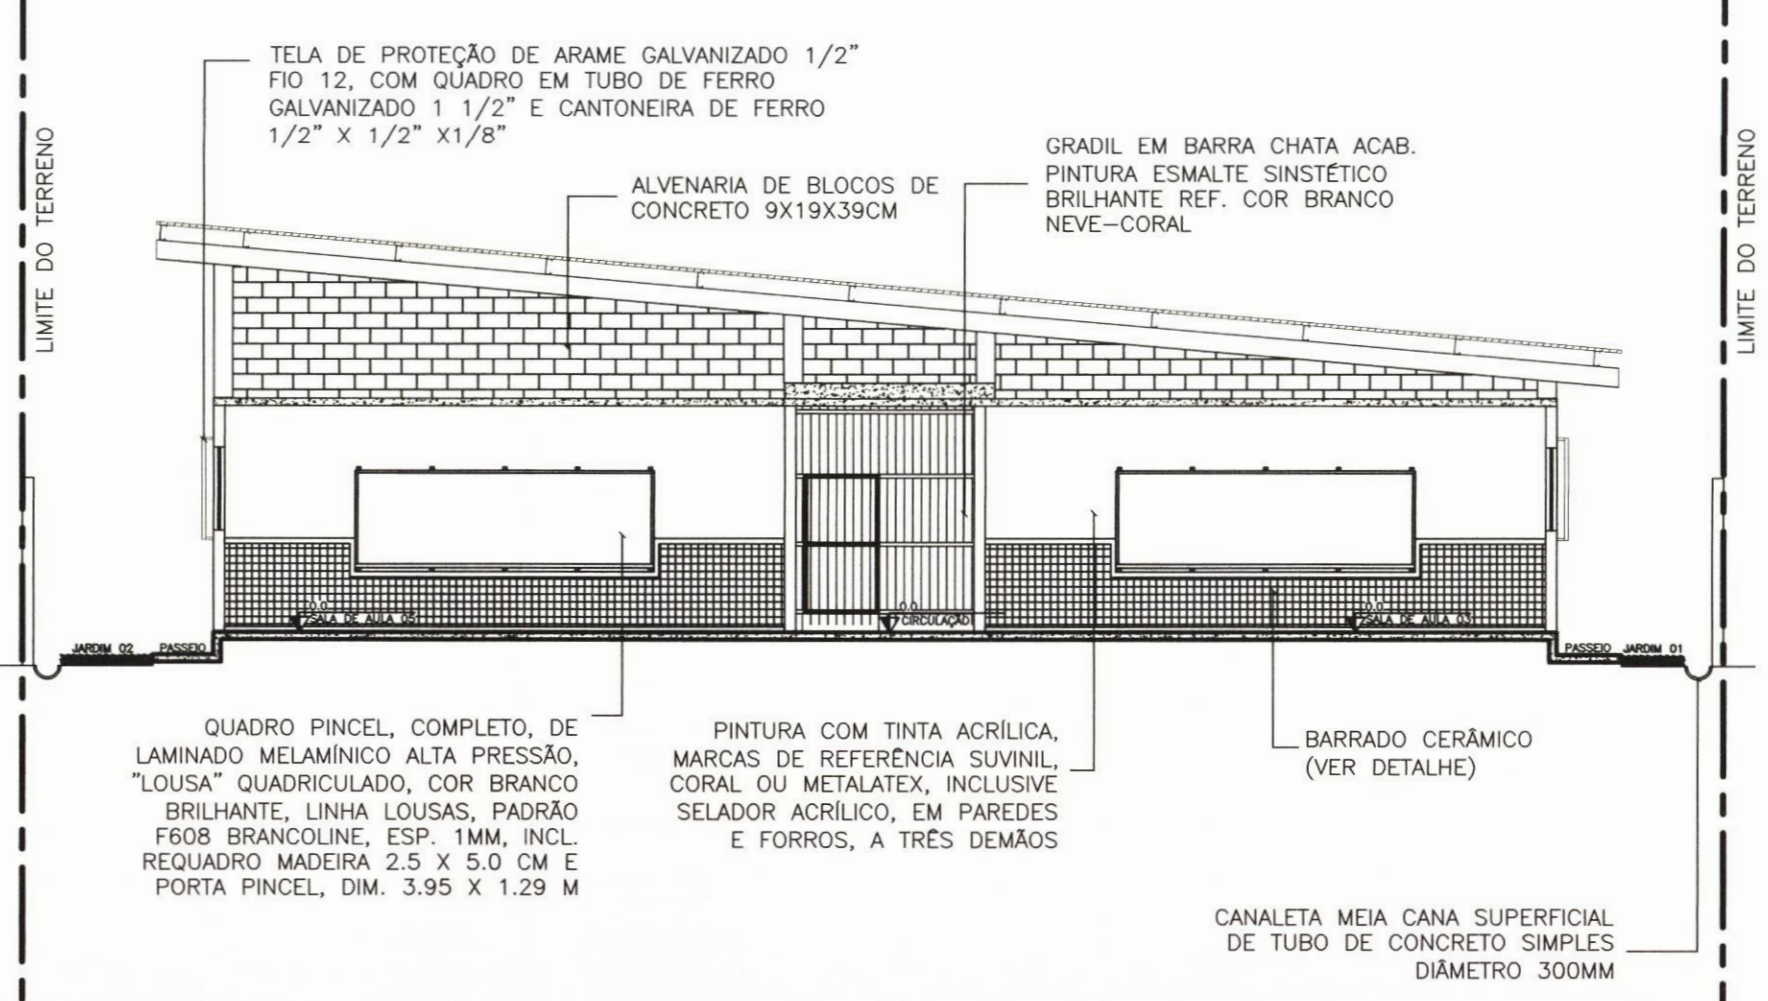 TELA DE PROTEÇÃO DE ARAME GALVANIZADO 1/2"
FIO 12, COM QUADRO EM TUBO DE FERRO
GALVANIZADO 1 1/2" E CANTONEIRA DE FERRO
1/2" X 1/2" X1/8"
GRADIL EM BARRA CHATA ACAB.
PINTURA ESMALTE SINSTÉTICO
BRILHANTE REF. COR BRANCO
NEVE-CORAL
ALVENARIA DE BLOCOS DE
CONCRETO 9X19X39CM
LIMITE DO TERRENO
LIMITE DO TERRENO
0.0
SALA DE AULA 05
0.0
CIRCULAÇÃO
0.0
SALA DE AULA 03
JARDIM 02
PASSEIO
PASSEIO
JARDIM 01
QUADRO PINCEL, COMPLETO, DE
LAMINADO MELAMÍNICO ALTA PRESSÃO,
"LOUSA" QUADRICULADO, COR BRANCO
BRILHANTE, LINHA LOUSAS, PADRÃO
F608 BRANCOLINE, ESP. 1MM, INCL.
REQUADRO MADEIRA 2.5 X 5.0 CM E
PORTA PINCEL, DIM. 3.95 X 1.29 M
PINTURA COM TINTA ACRÍLICA,
MARCAS DE REFERÊNCIA SUVINIL,
CORAL OU METALATEX, INCLUSIVE
SELADOR ACRÍLICO, EM PAREDES
E FORROS, A TRÊS DEMÃOS
BARRADO CERÂMICO
(VER DETALHE)
CANALETA MEIA CANA SUPERFICIAL
DE TUBO DE CONCRETO SIMPLES
DIÂMETRO 300MM